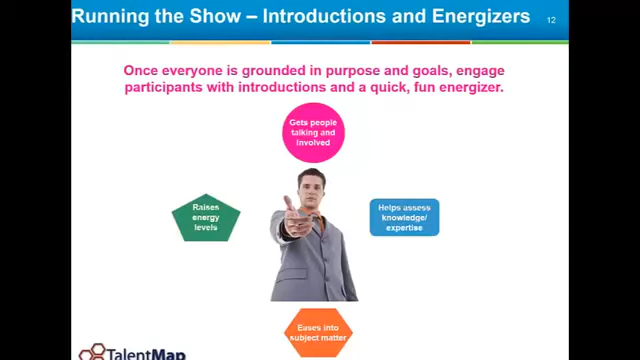 Running the Show – Introductions and Energizers
12
Once everyone is grounded in purpose and goals, engage
participants with introductions and a quick, fun energizer.
Gets people
talking and
Involved
Raises
energy
levels
Helps assess
knowledge/
expertise
Eases into
subject matter
TalentMap